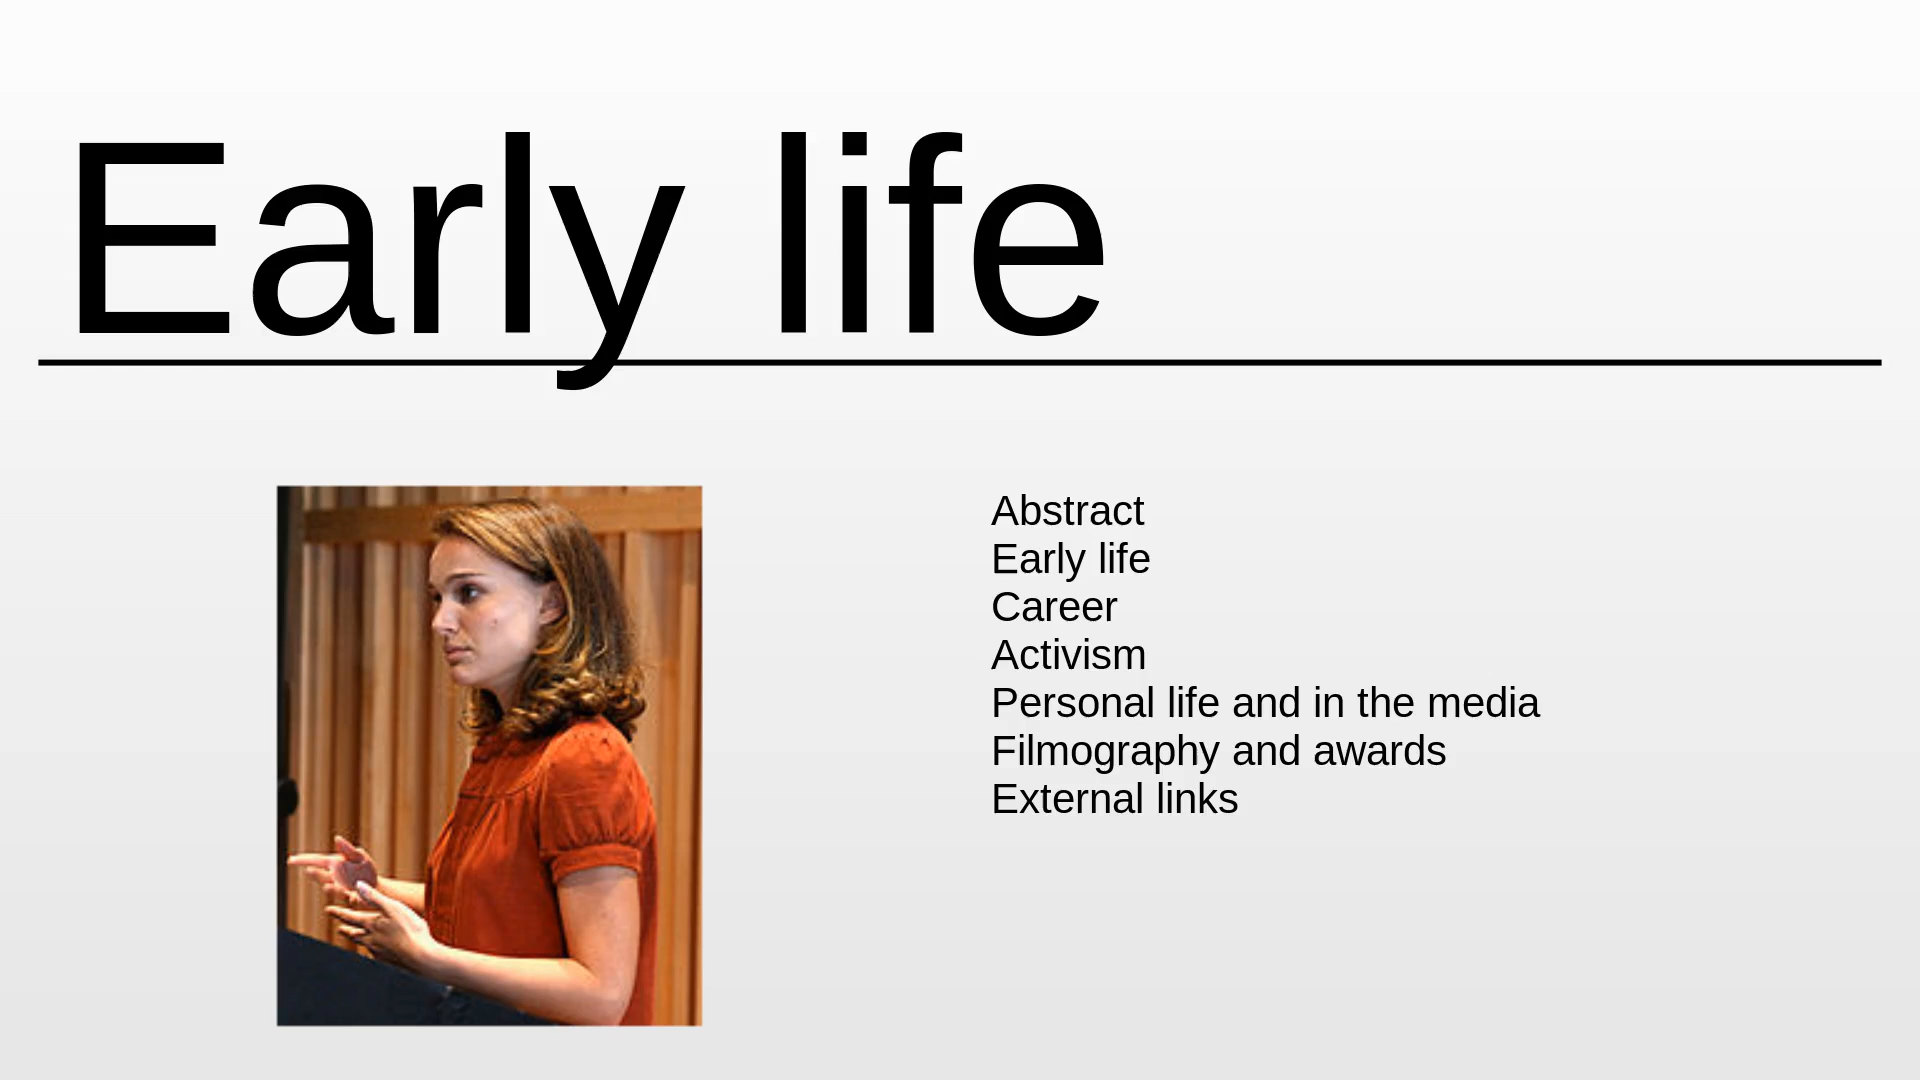 Early life
Abstract
Early life
Career
Activism
Personal life and in the media
Filmography and awards
External links